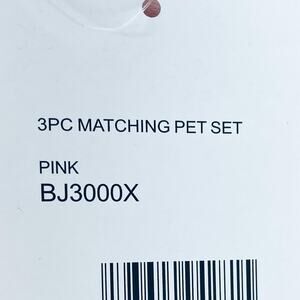 3PC MATCHING PET SET
PINK
BJ3000X